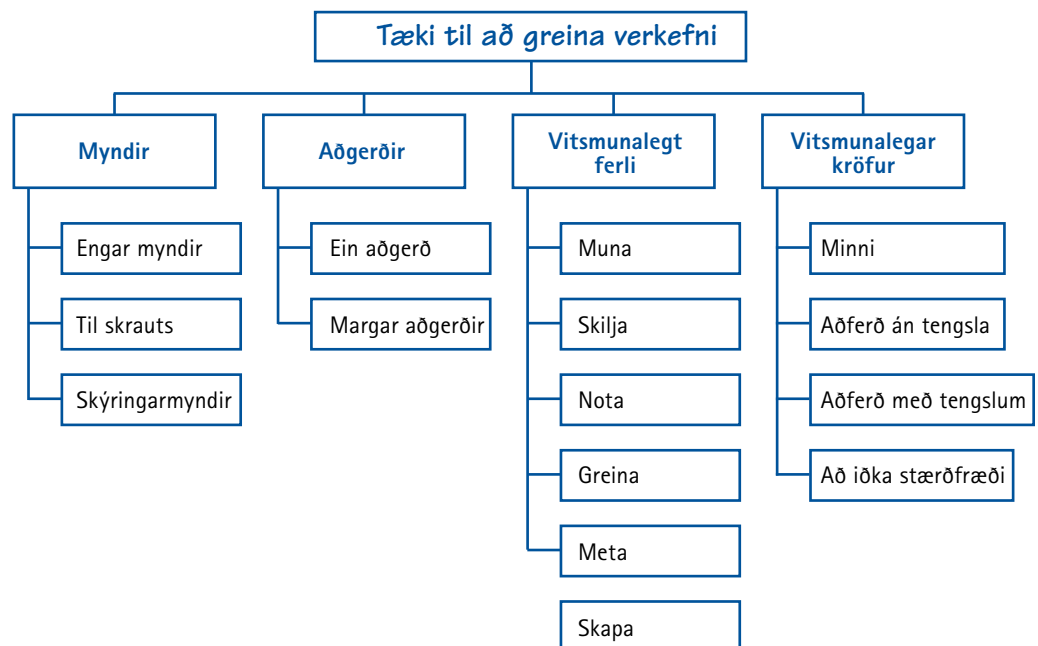 Tæki til að greina verkefni
Myndir
Aðgerðir
Vitsmunalegt
ferli
Vitsmunalegar
kröfur
Engar myndir
Til skrauts
Skýringarmyndir
Ein aðgerð
Margar aðgerðir
Muna
Skilja
Nota
Greina
Meta
Skapa
Minni
Aðferð án tengsla
Aðferð með tengslum
Að iðka stærðfræði